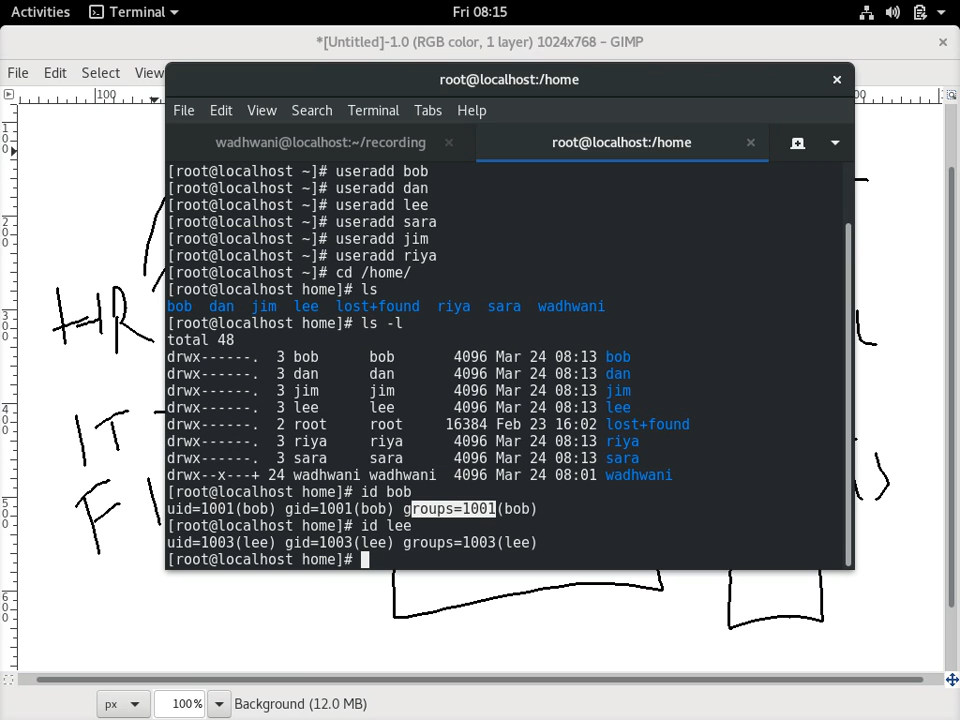 Activities Terminal Fri 08:15
*[Untitled]-1.0 (RGB color, 1 layer) 1024x768 – GIMP
File Edit Select View
100
root@localhost:/home
File Edit View Search Terminal Tabs Help
wadhwani@localhost:~/recording root@localhost:/home
[root@localhost ~]# useradd bob
[root@localhost ~]# useradd dan
[root@localhost ~]# useradd lee
[root@localhost ~]# useradd sara
[root@localhost ~]# useradd jim
[root@localhost ~]# useradd riya
[root@localhost ~]# cd /home/
[root@localhost home]# ls
bob dan jim lee lost+found riya sara wadhwani
[root@localhost home]# ls -l
total 48
drwx------. 3 bob bob 4096 Mar 24 08:13 bob
drwx------. 3 dan dan 4096 Mar 24 08:13 dan
drwx------. 3 jim jim 4096 Mar 24 08:13 jim
drwx------. 3 lee lee 4096 Mar 24 08:13 lee
drwx------. 2 root root 16384 Feb 23 16:02 lost+found
drwx------. 3 riya riya 4096 Mar 24 08:13 riya
drwx------. 3 sara sara 4096 Mar 24 08:13 sara
drwx--x---+ 24 wadhwani wadhwani 4096 Mar 24 08:01 wadhwani
[root@localhost home]# id bob
uid=1001(bob) gid=1001(bob) groups=1001(bob)
[root@localhost home]# id lee
uid=1003(lee) gid=1003(lee) groups=1003(lee)
[root@localhost home]#
HR
IT
F
px 100% Background (12.0 MB)